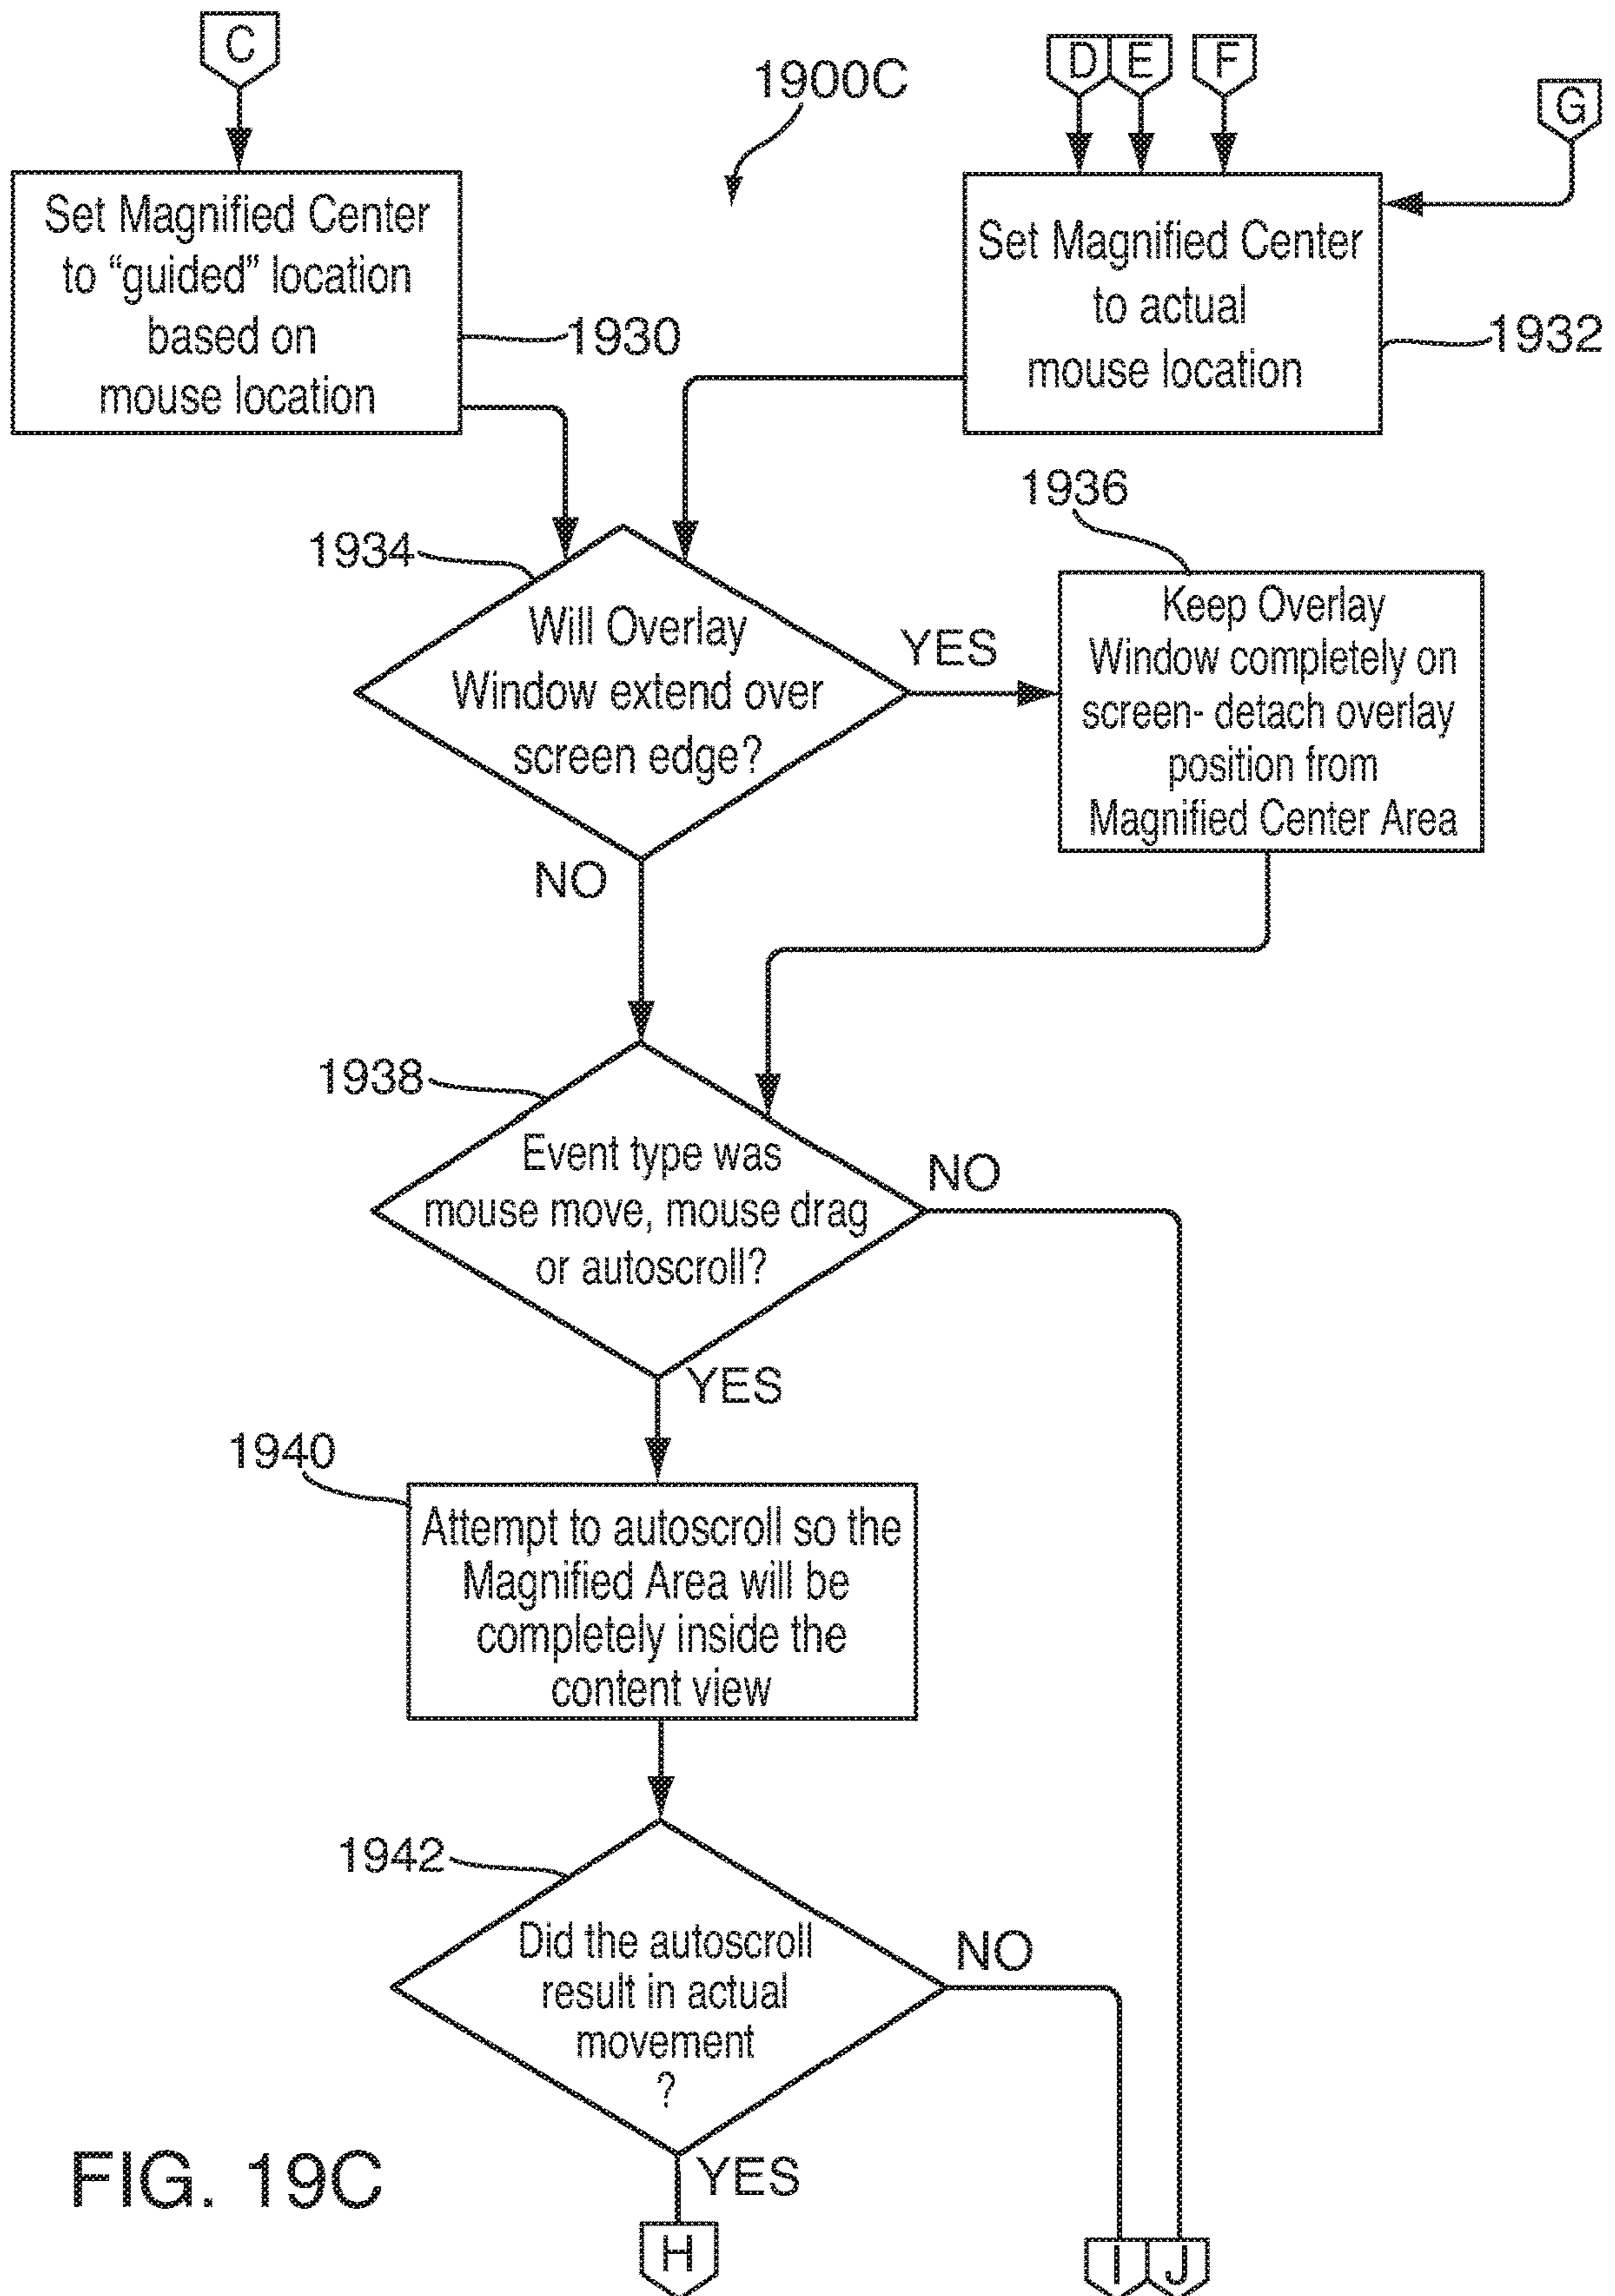 C
1900C
D
E
F
G
Set Magnified Center
to “guided” location
based on
mouse location
1930
Set Magnified Center
to actual
mouse location
1932
1934
Will Overlay
Window extend over
screen edge?
YES
NO
1936
Keep Overlay
Window completely on
screen- detach overlay
position from
Magnified Center Area
1938
Event type was
mouse move, mouse drag
or autoscroll?
NO
YES
1940
Attempt to autoscroll so the
Magnified Area will be
completely inside the
content view
1942
Did the autoscroll
result in actual
movement
?
NO
YES
H
I
J
FIG. 19C